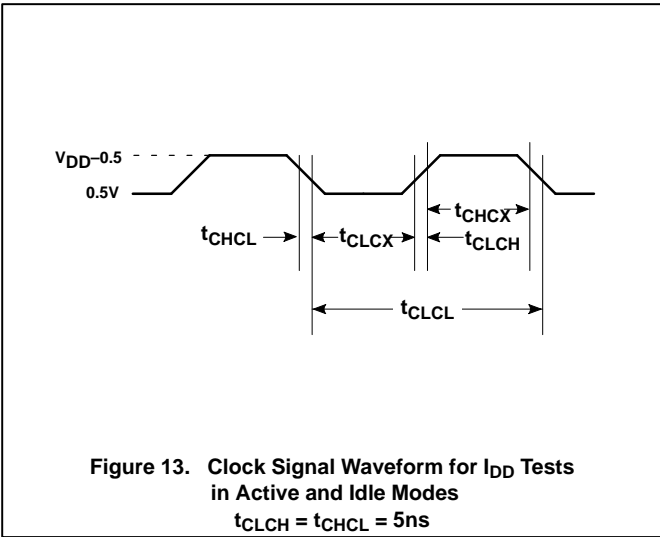 VDD–0.5
0.5V
tCHCX
tCHCL
tCLCX
tCLCH
tCLCL
Figure 13. Clock Signal Waveform for IDD Tests
in Active and Idle Modes
tCLCH = tCHCL = 5ns